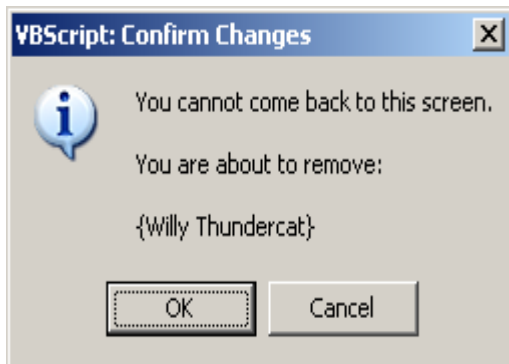 VBScript: Confirm Changes
You cannot come back to this screen.
You are about to remove:
{Willy Thundercat}
OK
Cancel